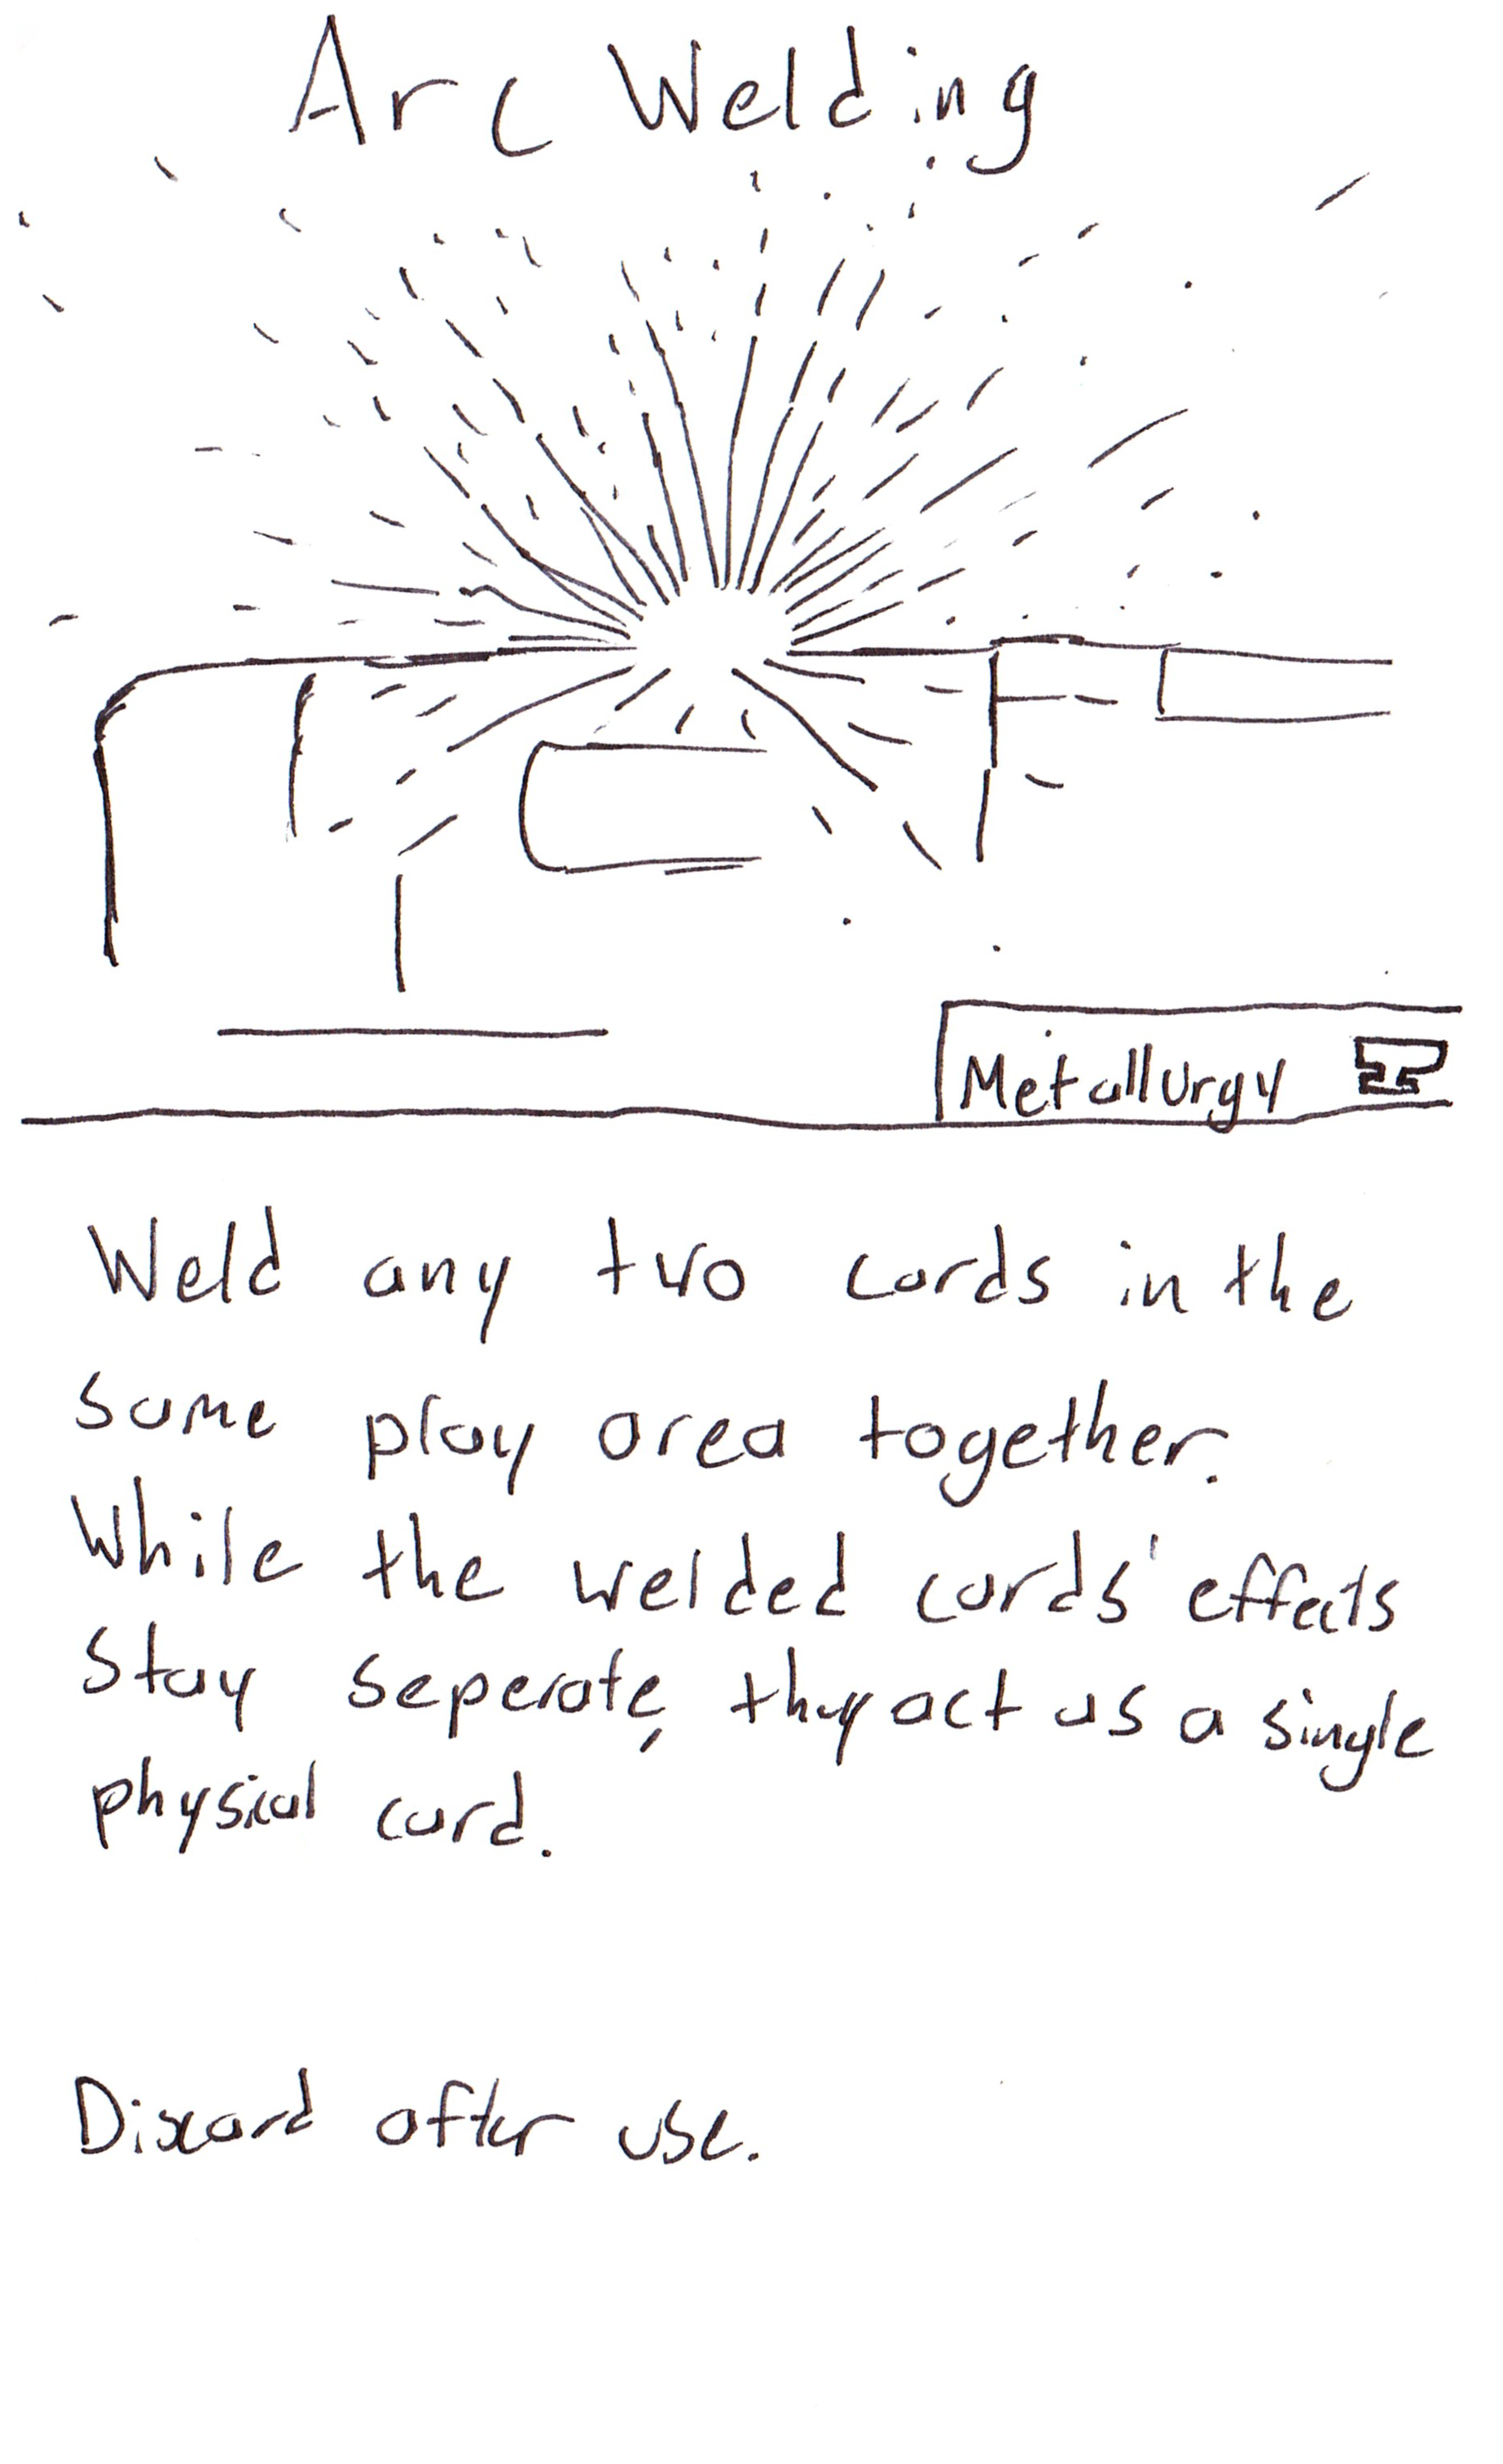 Arc Welding
Metallurgy
Weld any two cards in the
same play area together.
While the welded cards' effects
stay seperate, they act as a single
physical card.
Discard after use.